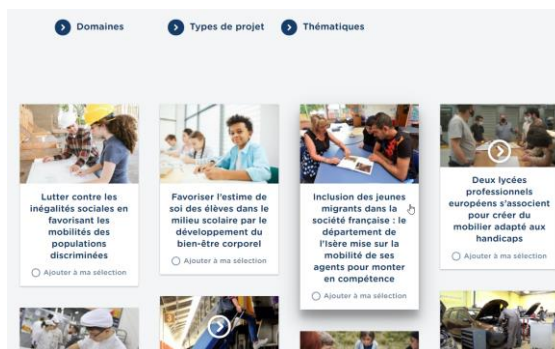 Domaines
Types de projet
Thématiques
Lutter contre les
inégalités sociales en
favorisant les
mobilités des
populations
discriminées
Ajouter à ma sélection
Favoriser l'estime de
soi des élèves dans le
milieu scolaire par le
développement du
bien-être corporel
Ajouter à ma sélection
Inclusion des jeunes
migrants dans la
société française : le
département de
l'Isère mise sur la
mobilité de ses
agents pour monter
en compétence
Ajouter à ma sélection
Deux lycées
professionnels
européens s'associent
pour créer du
mobilier adapté aux
handicaps
Ajouter à ma sélection